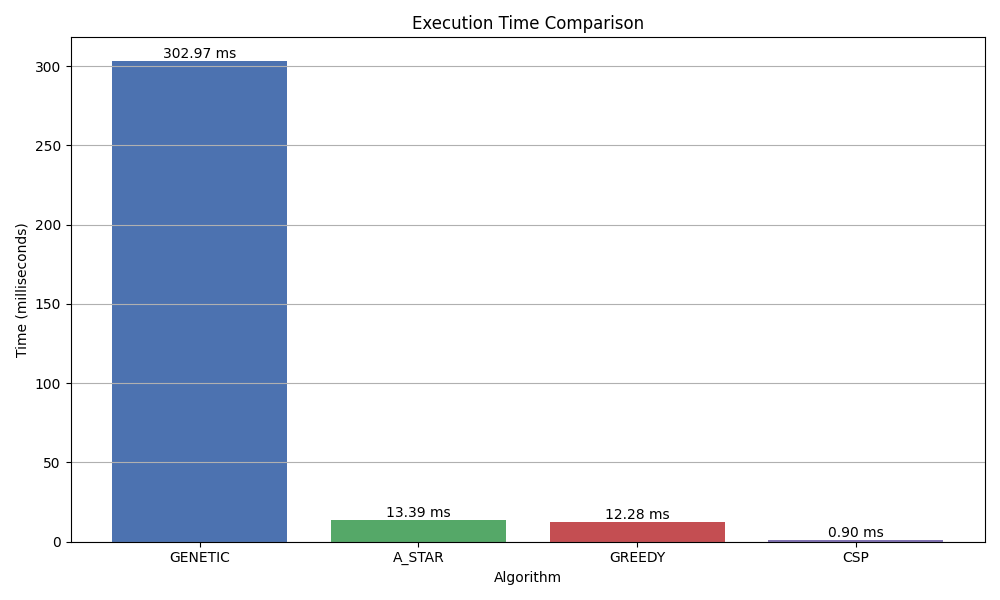 Execution Time Comparison
Time (milliseconds)
300
250
200
150
100
50
0
302.97 ms
13.39 ms
12.28 ms
0.90 ms
GENETIC
A_STAR
GREEDY
CSP
Algorithm